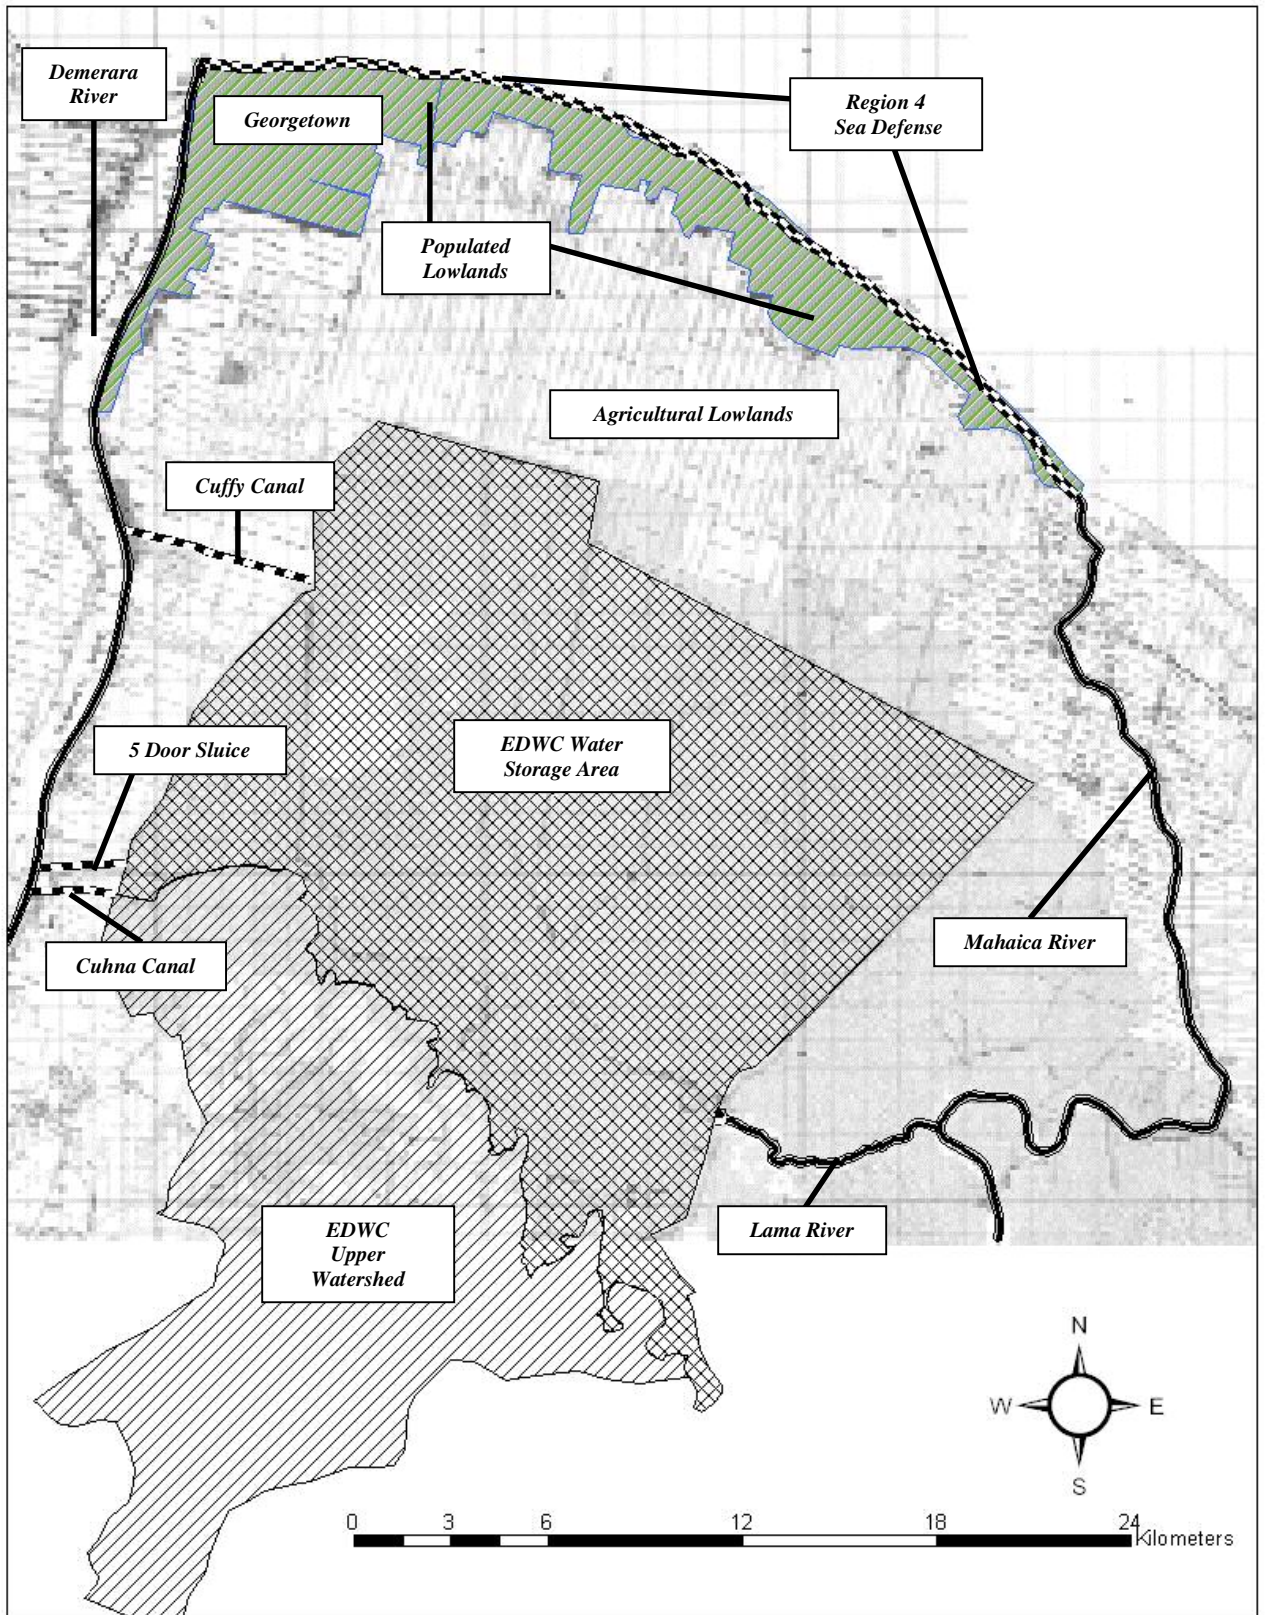 Demerara
River
Georgetown
Region 4
Sea Defense
Populated
Lowlands
Agricultural Lowlands
Cuffy Canal
5 Door Sluice
EDWC Water
Storage Area
Mahaica River
Cuhna Canal
EDWC
Upper
Watershed
Lama River
N
W E
S
0 3 6 12 18 24
Kilometers